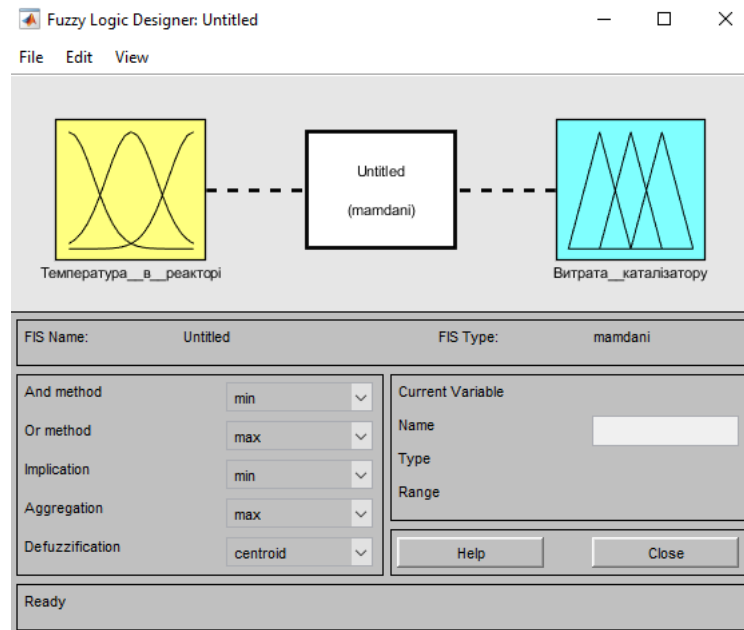 Fuzzy Logic Designer: Untitled
File Edit View
Untitled
(mamdani)
Температура__в__реакторі
Витрата__каталізатору
FIS Name: Untitled FIS Type: mamdani
And method min
Or method max
Implication min
Aggregation max
Defuzzification centroid
Current Variable
Name
Type
Range
Help Close
Ready